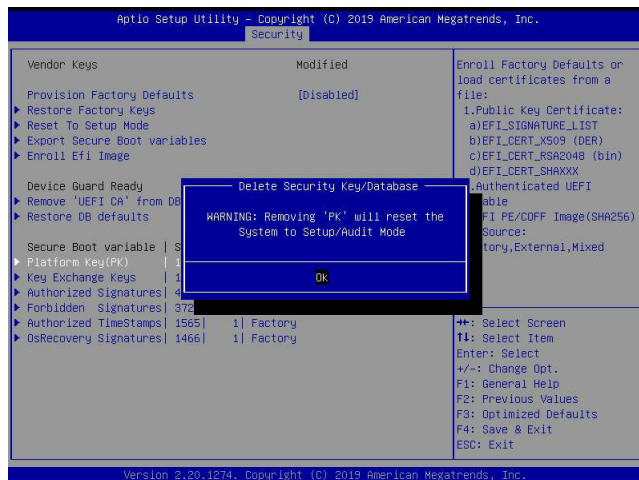 Aptio Setup Utility – Copyright (C) 2019 American Megatrends, Inc.
Security
Vendor Keys Modified
Provision Factory Defaults [Disabled]
Restore Factory Keys
Reset To Setup Mode
Export Secure Boot variables
Enroll Efi Image
Device Guard Ready
Remove 'UEFI CA' from DB
Restore DB defaults
Secure Boot variable | S
Platform Key(PK) | 1
Key Exchange Keys | 1
Authorized Signatures| 4
Forbidden Signatures| 372
Authorized TimeStamps| 1565| 1| Factory
OsRecovery Signatures| 1466| 1| Factory
Delete Security Key/Database
WARNING: Removing 'PK' will reset the
System to Setup/Audit Mode
Ok
Enroll Factory Defaults or
load certificates from a
file:
1.Public Key Certificate:
a)EFI_SIGNATURE_LIST
b)EFI_CERT_X509 (DER)
c)EFI_CERT_RSA2048 (bin)
d)EFI_CERT_SHAXXX
.Authenticated UEFI
able
FI PE/COFF Image(SHA256)
Source:
tory,External,Mixed
→←: Select Screen
↑↓: Select Item
Enter: Select
+/-: Change Opt.
F1: General Help
F2: Previous Values
F3: Optimized Defaults
F4: Save & Exit
ESC: Exit
Version 2.20.1274. Copyright (C) 2019 American Megatrends, Inc.